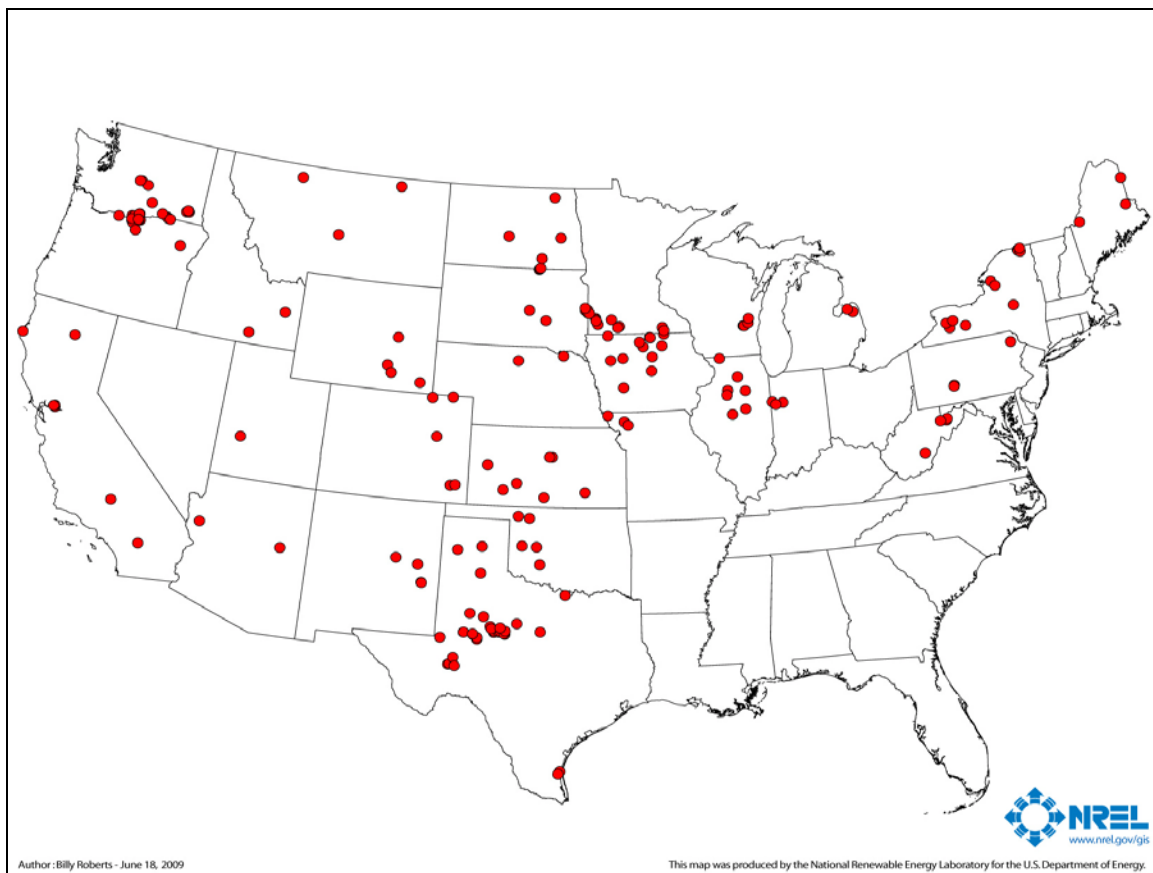 NREL
www.nrel.gov/gis
Author : Billy Roberts - June 18, 2009
This map was produced by the National Renewable Energy Laboratory for the U.S. Department of Energy.